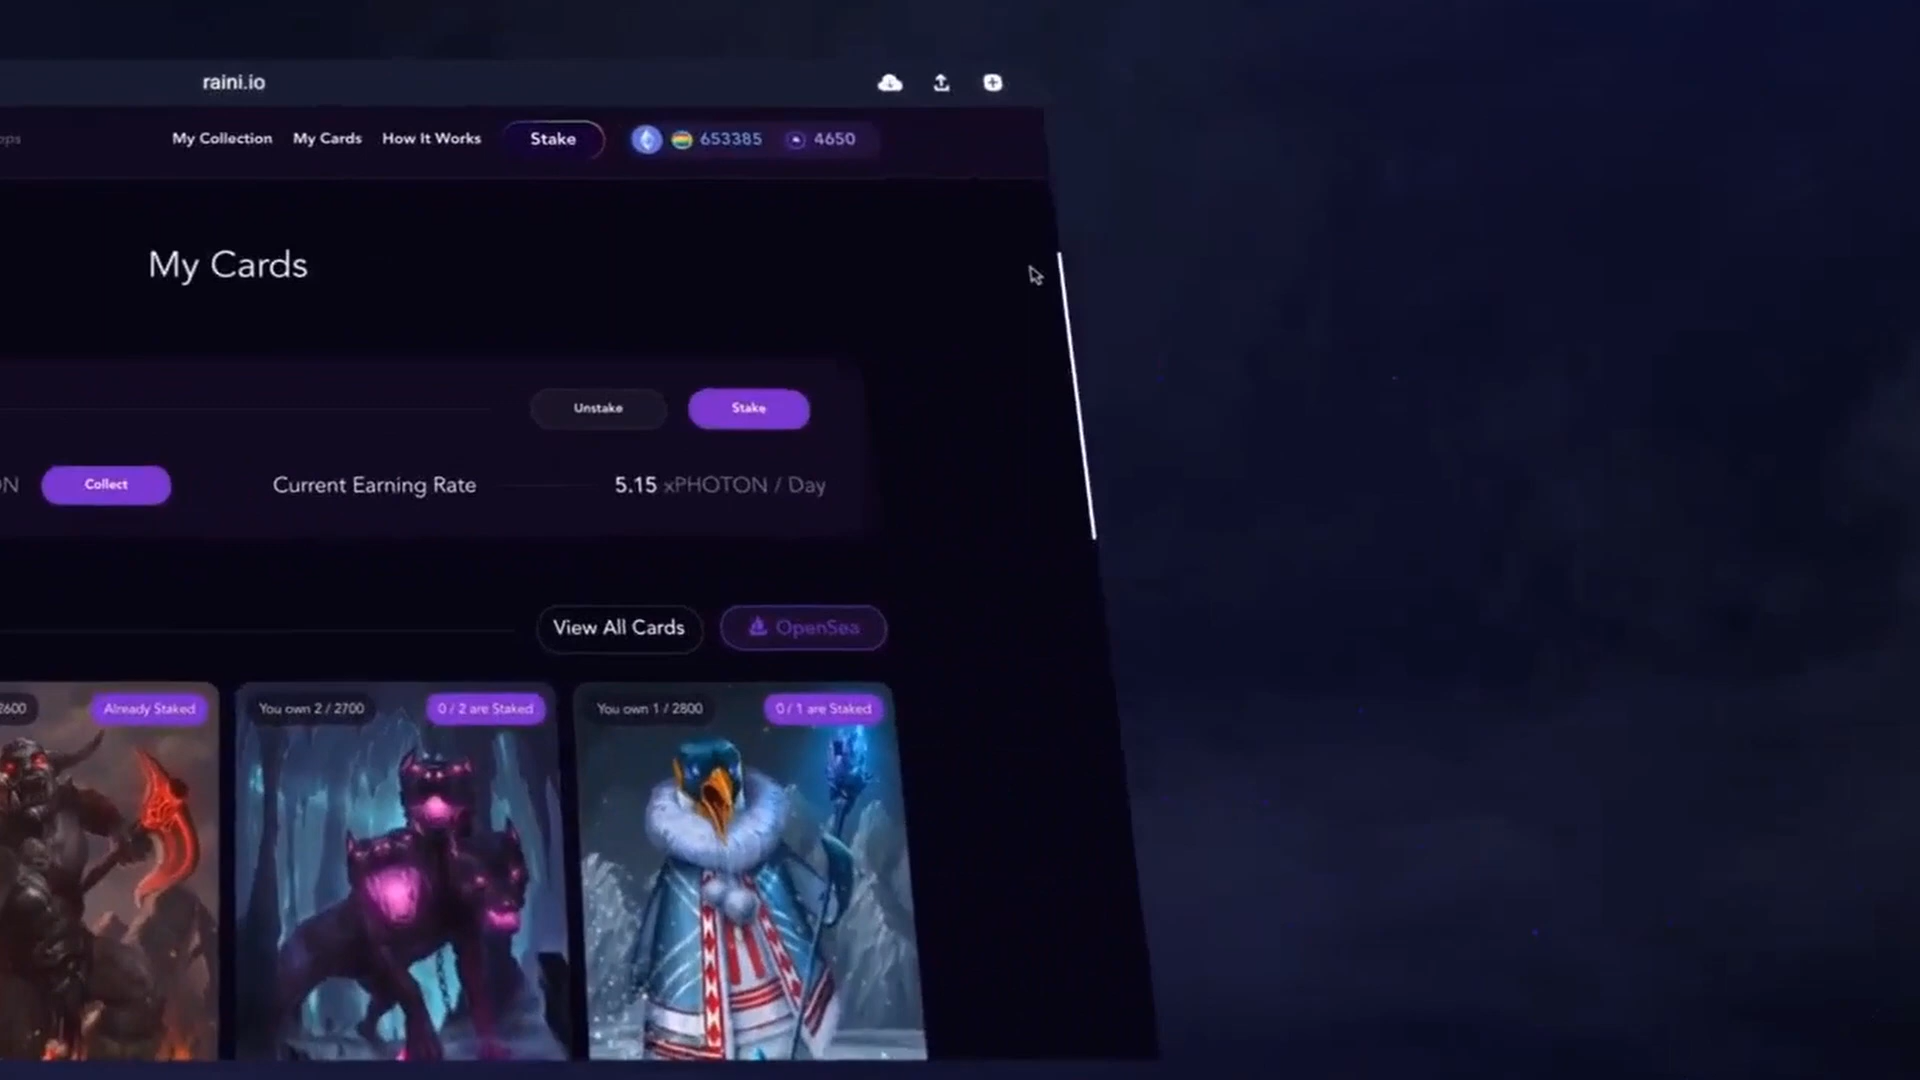 raini.io
My Collection My Cards How It Works Stake 653385 4650
My Cards
Unstake Stake
Collect Current Earning Rate 5.15 xPHOTON / Day
View All Cards OpenSea
2600 Already Staked You own 2 / 2700 0 / 2 are Staked You own 1 / 2800 0 / 1 are Staked